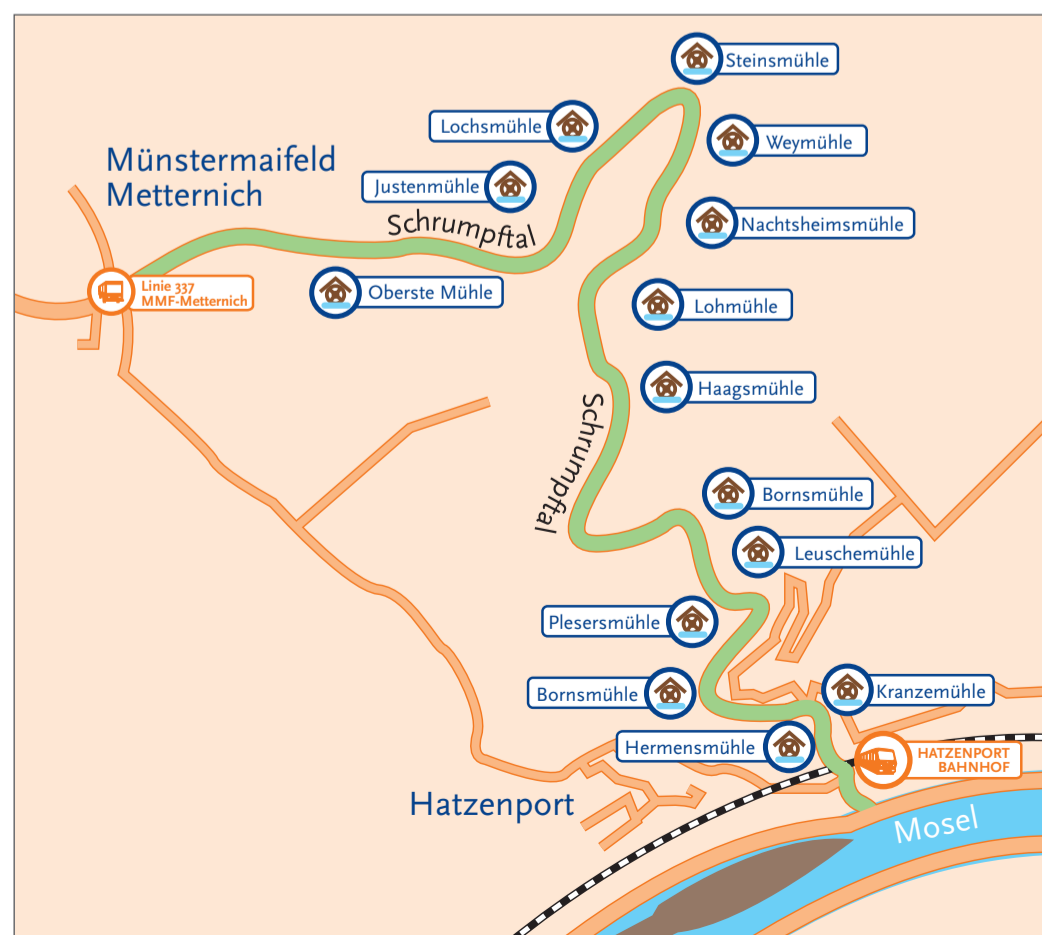 Steinsmühle
Lochsmühle
Weymühle
Münstermaifeld
Metternich
Justenmühle
Schrumpftal
Nachtsheimsmühle
Linie 337
MMF-Metternich
Oberste Mühle
Lohmühle
Haagsmühle
Schrumpftal
Bornsmühle
Leuschemühle
Plesersmühle
Bornsmühle
Kranzemühle
Hermensmühle
HATZENPORT
BAHNHOF
Hatzenport
Mosel